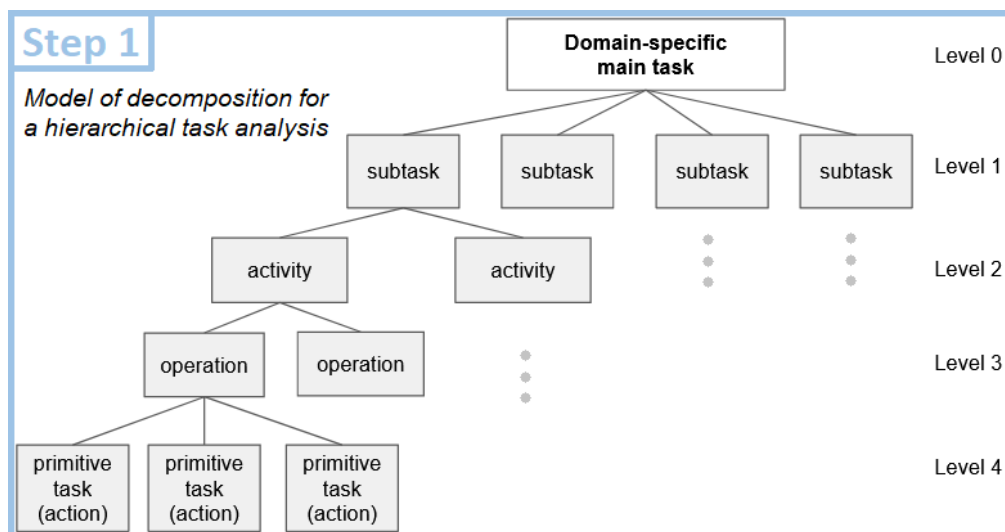 Step 1
Domain-specific
main task
Level 0
Model of decomposition for
a hierarchical task analysis
subtask
subtask
subtask
subtask
Level 1
activity
activity
Level 2
operation
operation
Level 3
primitive
task
(action)
primitive
task
(action)
primitive
task
(action)
Level 4